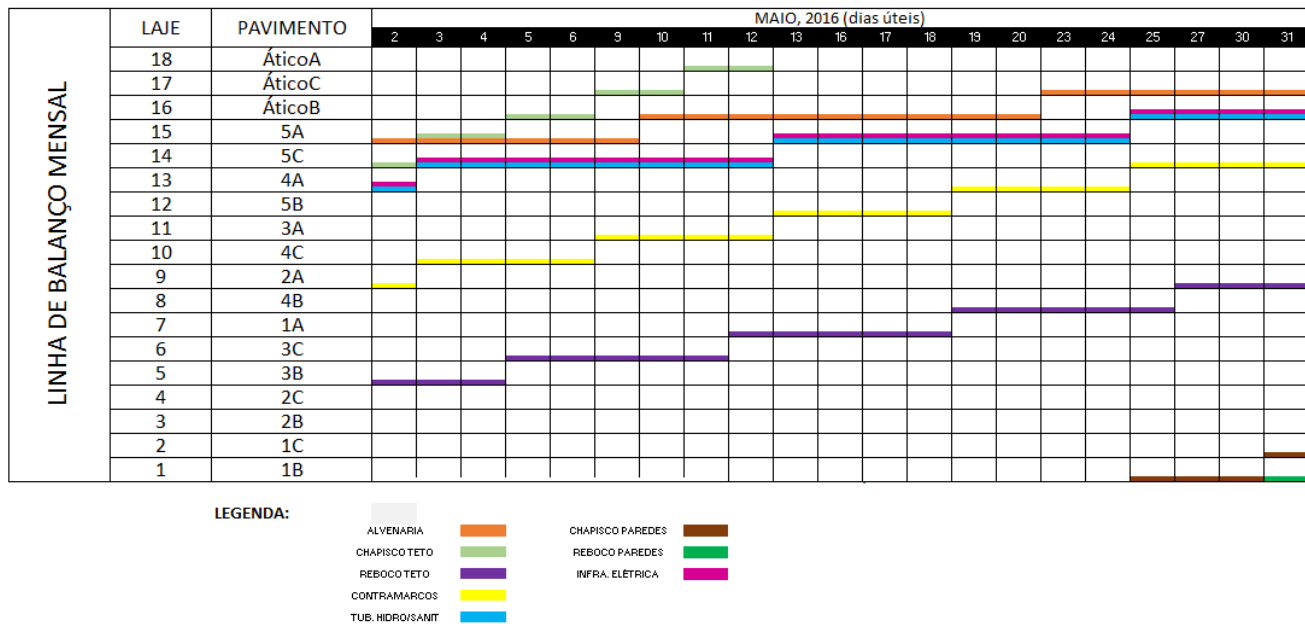 MAIO, 2016 (dias úteis)
LAJE PAVIMENTO 2 3 4 5 6 9 10 11 12 13 16 17 18 19 20 23 24 25 27 30 31
LINHA DE BALANÇO MENSAL
18 ÁticoA
17 ÁticoC
16 ÁticoB
15 5A
14 5C
13 4A
12 5B
11 3A
10 4C
9 2A
8 4B
7 1A
6 3C
5 3B
4 2C
3 2B
2 1C
1 1B
LEGENDA:
ALVENARIA CHAPISCO PAREDES
CHAPISCO TETO REBOCO PAREDES
REBOCO TETO INFRA. ELÉTRICA
CONTRAMARCOS
TUB. HIDRO/SANIT